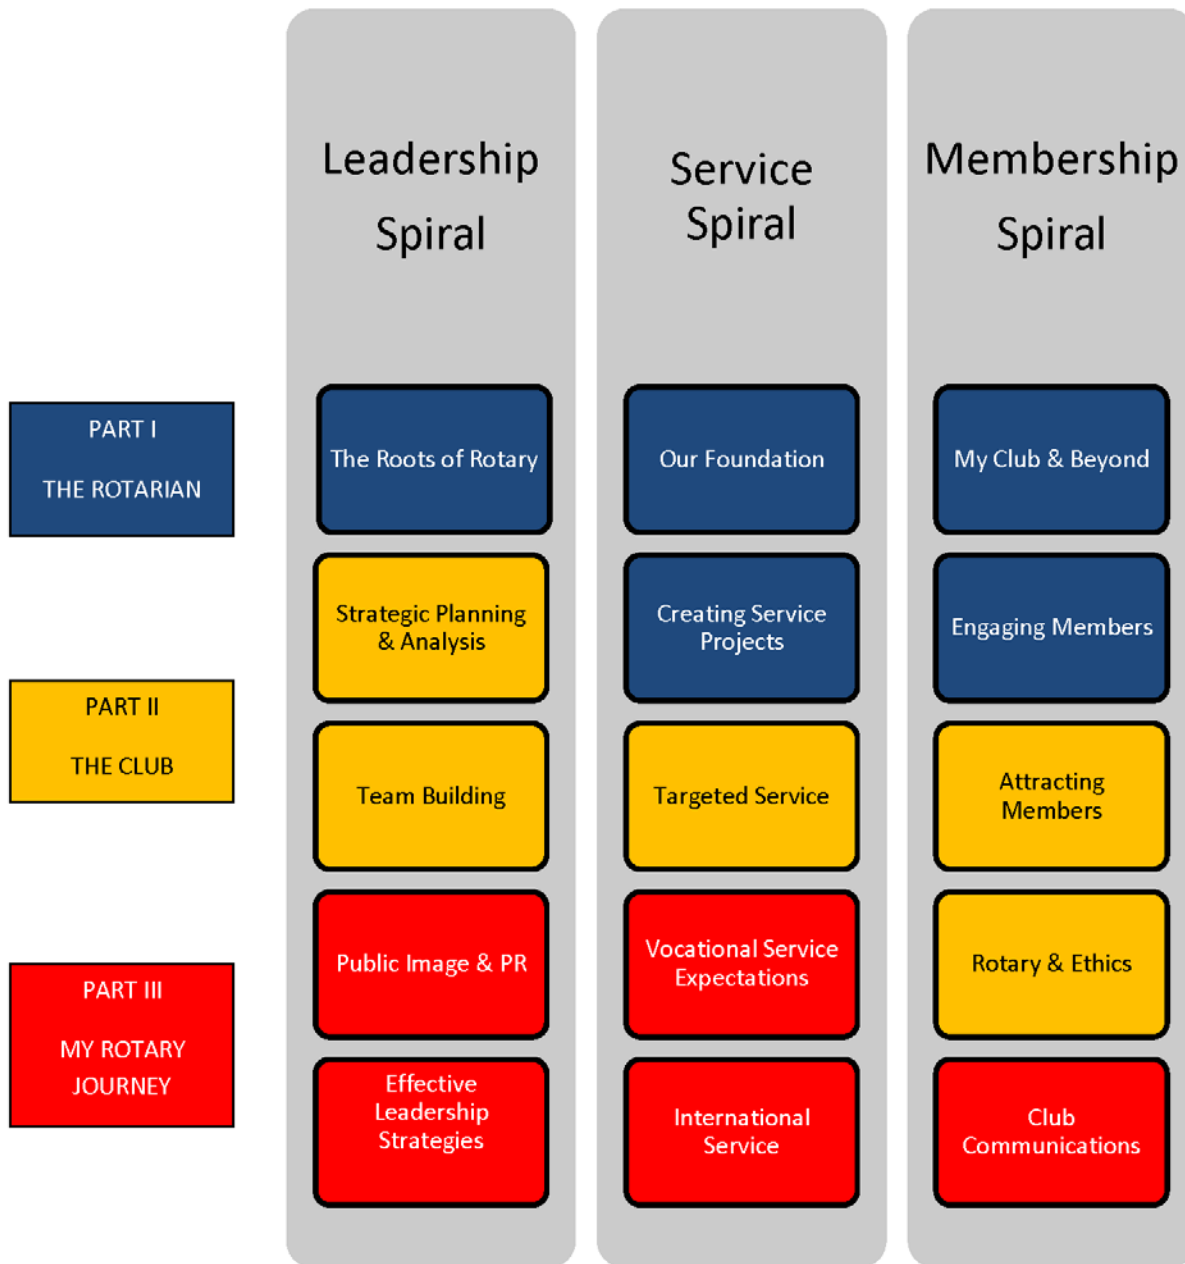 Leadership
Spiral
Service
Spiral
Membership
Spiral
PART I
THE ROTARIAN
The Roots of Rotary
Our Foundation
My Club & Beyond
Strategic Planning
& Analysis
Creating Service
Projects
Engaging Members
PART II
THE CLUB
Team Building
Targeted Service
Attracting
Members
Public Image & PR
Vocational Service
Expectations
Rotary & Ethics
PART III
MY ROTARY
JOURNEY
Effective
Leadership
Strategies
International
Service
Club
Communications